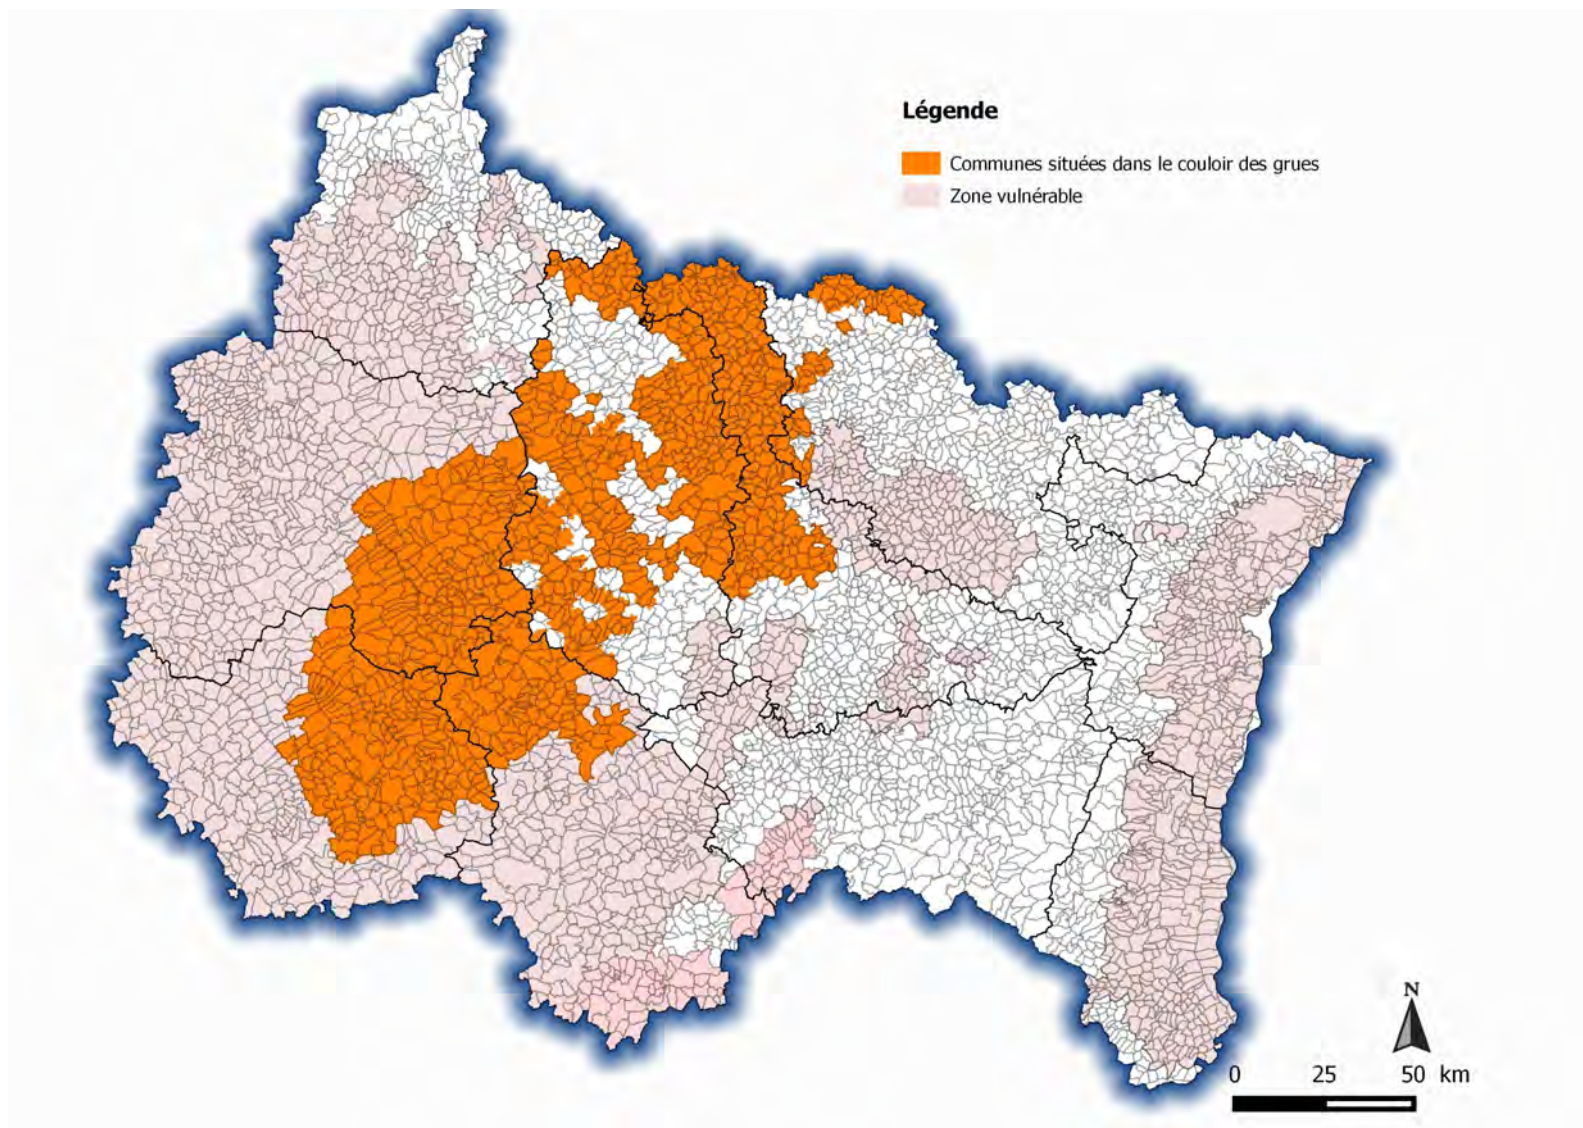 Légende
Communes situées dans le couloir des grues
Zone vulnérable
N
0 25 50 km